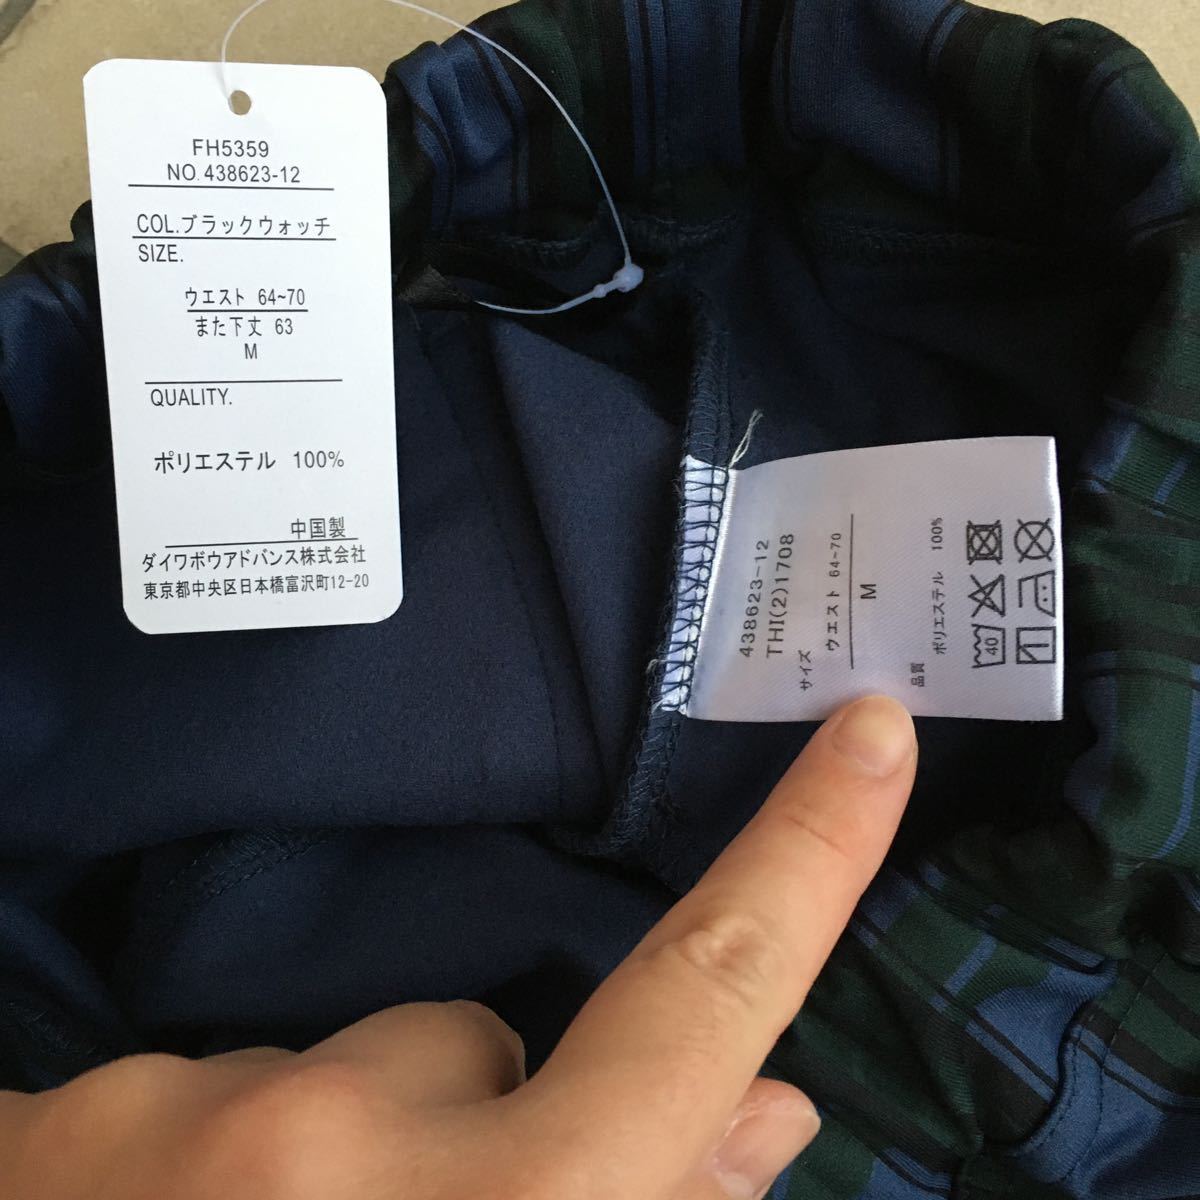 FH5359
NO.438623-12
COL.ブラックウォッチ
SIZE.
ウエスト 64~70
また下丈 63
M
QUALITY.
ポリエステル 100%
中国製
ダイワボウアドバンス株式会社
東京都中央区日本橋富沢町12-20
438623-12
THI(2)1708
サイズ
ウエスト 64~70
M
品質
ポリエステル 100%
40